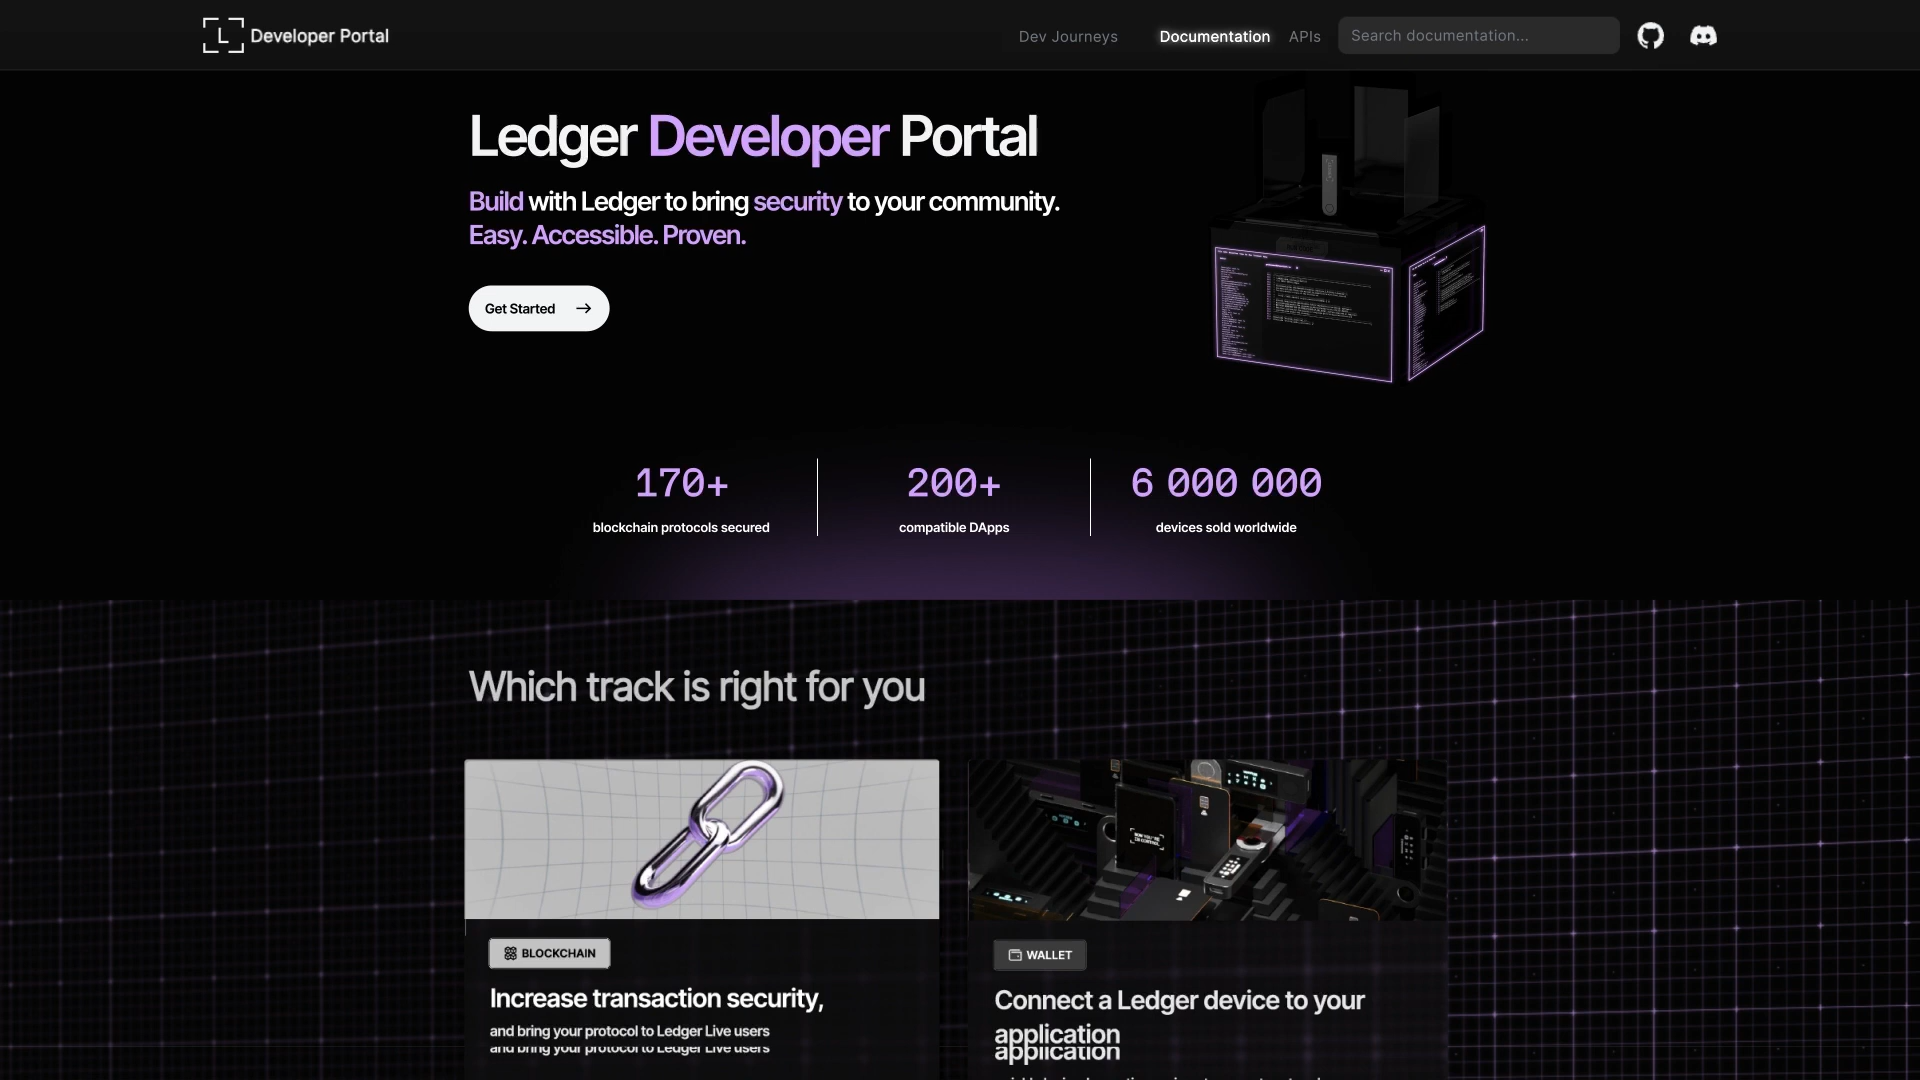 L Developer Portal
Dev Journeys Documentation APIs Search documentation...
Ledger Developer Portal
Build with Ledger to bring security to your community.
Easy. Accessible. Proven.
Get Started →
170+
blockchain protocols secured
200+
compatible DApps
6 000 000
devices sold worldwide
Which track is right for you
BLOCKCHAIN
Increase transaction security,
and bring your protocol to Ledger Live users
and bring your protocol to Ledger Live users
WALLET
Connect a Ledger device to your
application
application